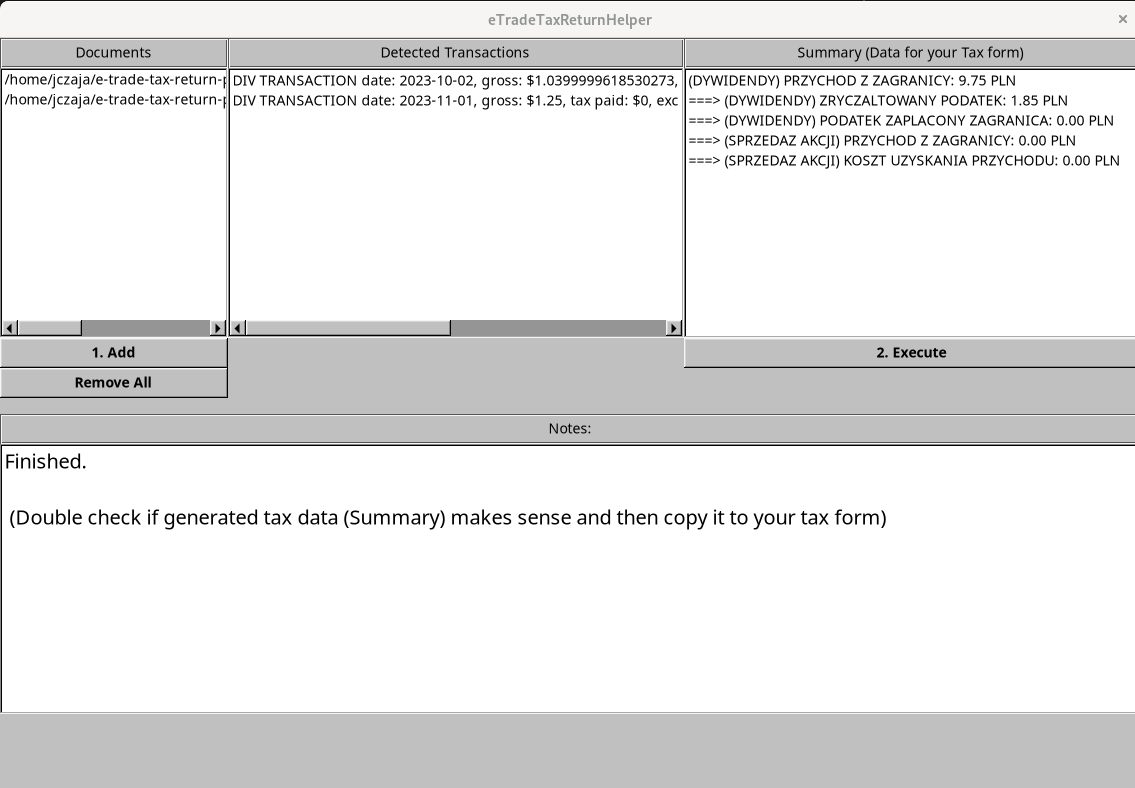 eTradeTaxReturnHelper
Documents
/home/jczaja/e-trade-tax-return-p
/home/jczaja/e-trade-tax-return-p
1. Add
Remove All
Detected Transactions
DIV TRANSACTION date: 2023-10-02, gross: $1.0399999618530273,
DIV TRANSACTION date: 2023-11-01, gross: $1.25, tax paid: $0, exc
Summary (Data for your Tax form)
(DYWIDENDY) PRZYCHOD Z ZAGRANICY: 9.75 PLN
===> (DYWIDENDY) ZRYCZALTOWANY PODATEK: 1.85 PLN
===> (DYWIDENDY) PODATEK ZAPLACONY ZAGRANICA: 0.00 PLN
===> (SPRZEDAZ AKCJI) PRZYCHOD Z ZAGRANICY: 0.00 PLN
===> (SPRZEDAZ AKCJI) KOSZT UZYSKANIA PRZYCHODU: 0.00 PLN
2. Execute
Notes:
Finished.
(Double check if generated tax data (Summary) makes sense and then copy it to your tax form)